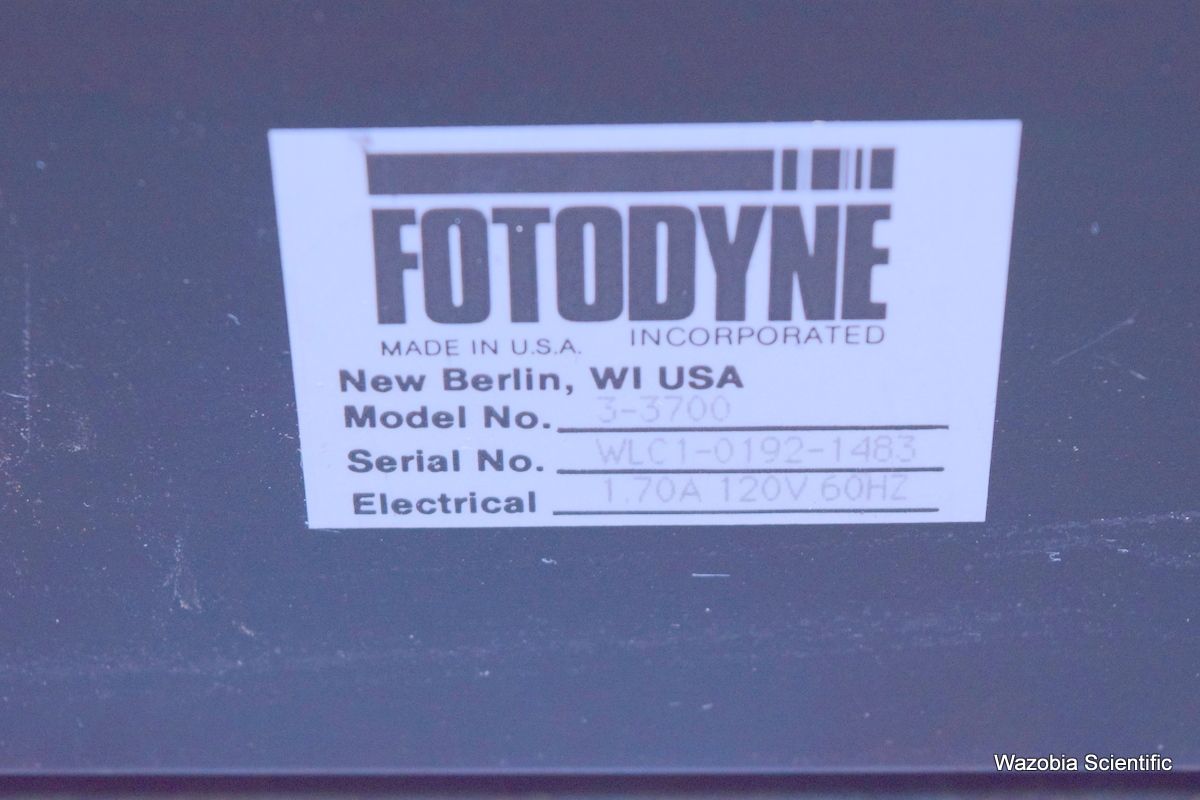 FOTODYNE
MADE IN U.S.A. INCORPORATED
New Berlin, WI USA
Model No. 3-3700
Serial No. WLC1-0192-1483
Electrical 1.70A 120V 60HZ
Wazobia Scientific